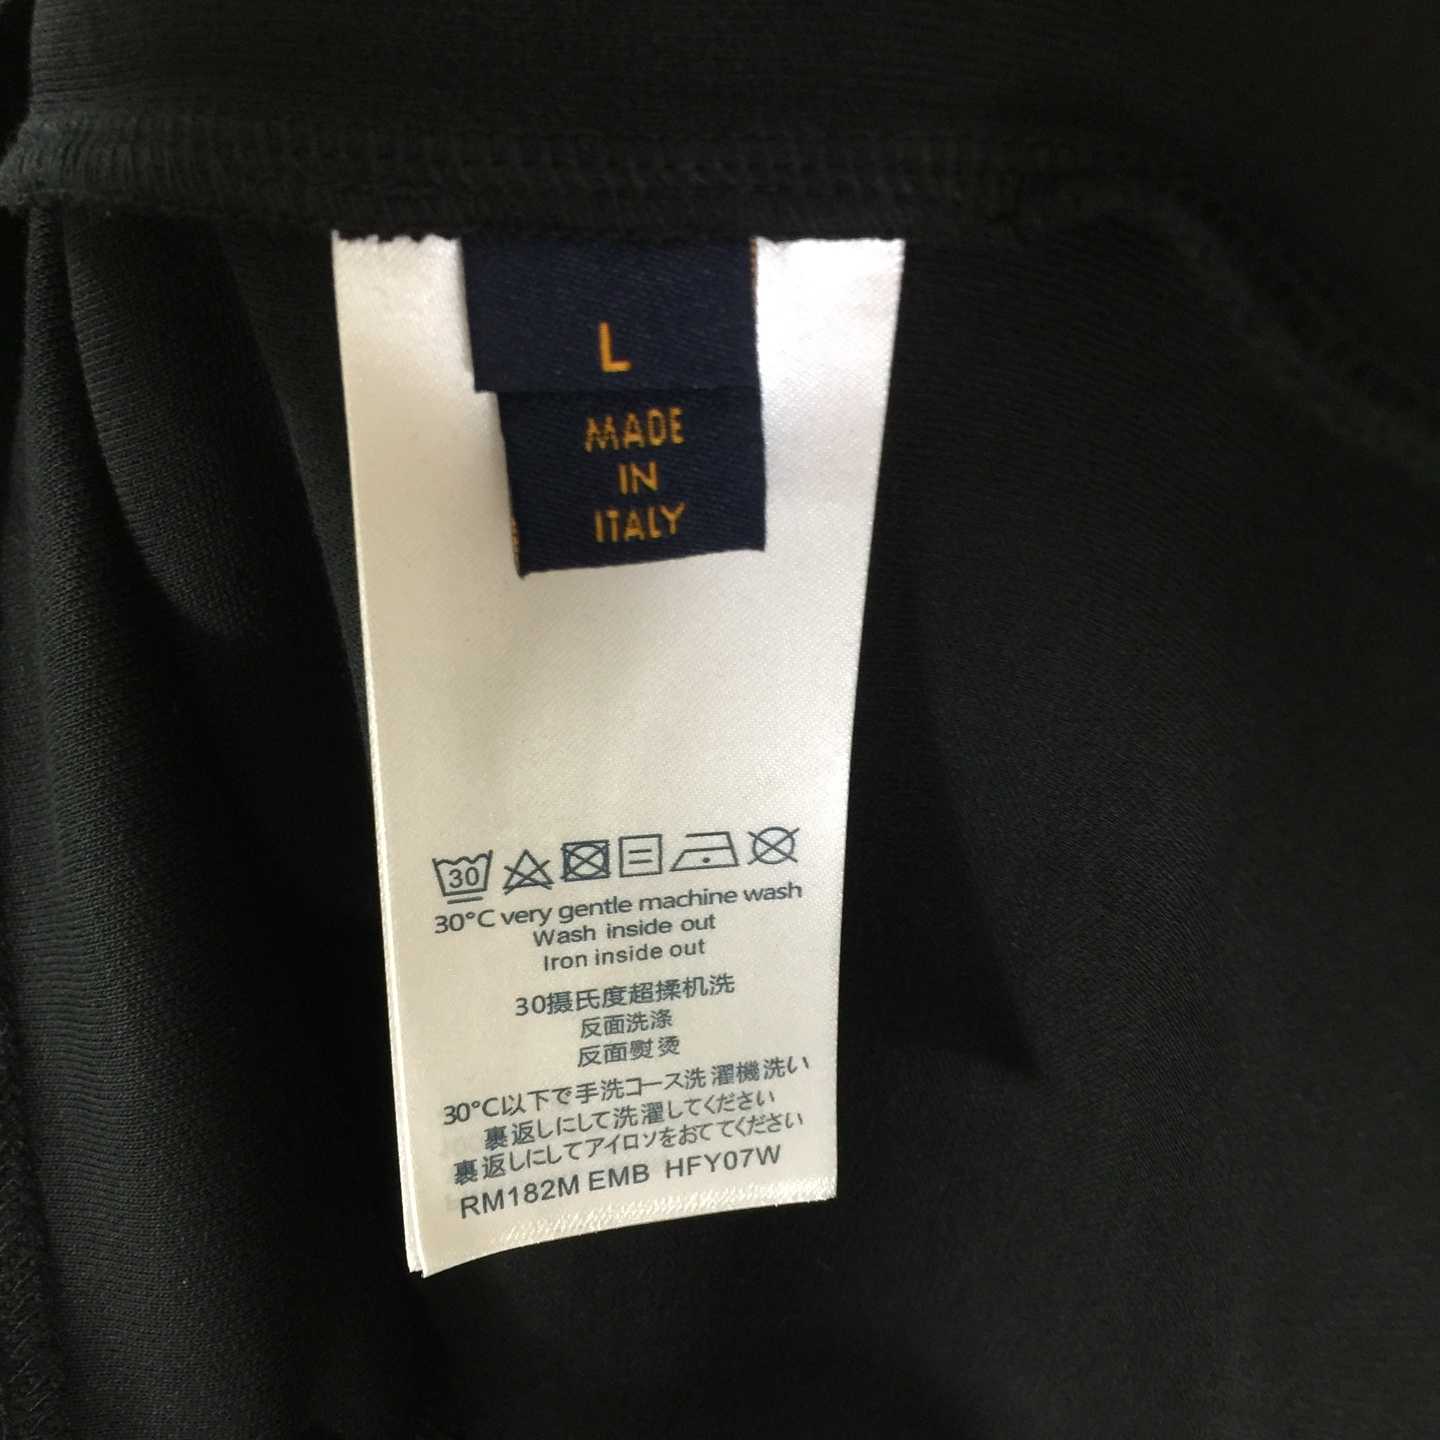 L
MADE
IN
ITALY
30
30°C very gentle machine wash
Wash inside out
Iron inside out
30摄氏度超揉机洗
反面洗涤
反面熨烫
30°C以下で手洗コース洗濯機洗い
裏返しにして洗濯してください
裏返しにしてアイロソをおててください
RM182M EMB HFY07W